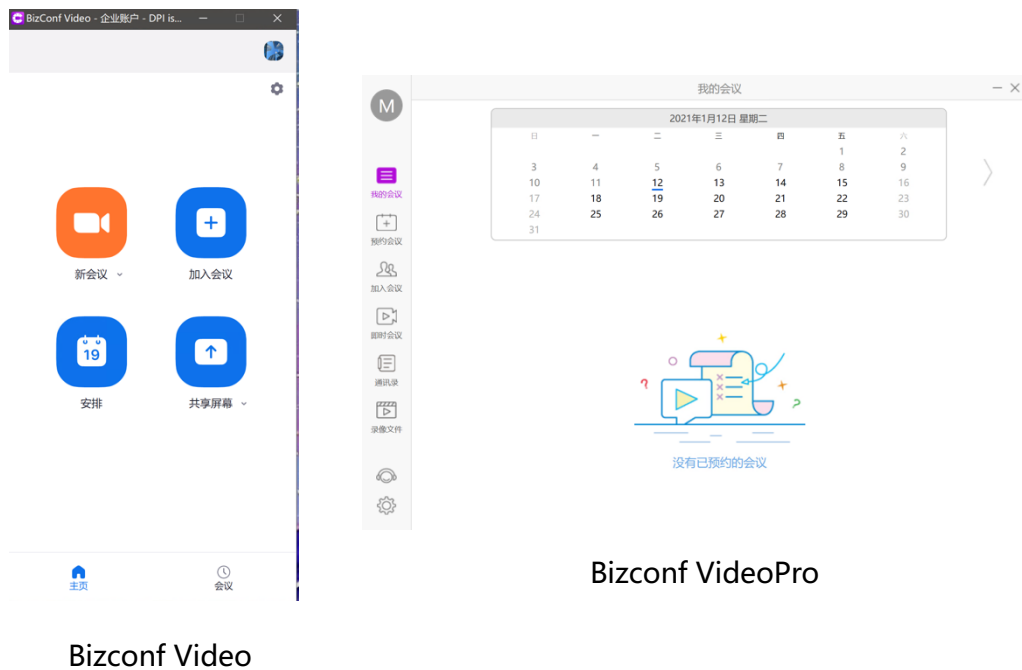 BizConf Video - 企业账户 - DPI is...
新会议
加入会议
19
安排
共享屏幕
主页
会议
Bizconf Video
M
我的会议
预约会议
加入会议
即时会议
通讯录
录像文件
我的会议
2021年1月12日 星期二
日 一 二 三 四 五 六
1 2
3 4 5 6 7 8 9
10 11 12 13 14 15 16
17 18 19 20 21 22 23
24 25 26 27 28 29 30
31
没有已预约的会议
Bizconf VideoPro